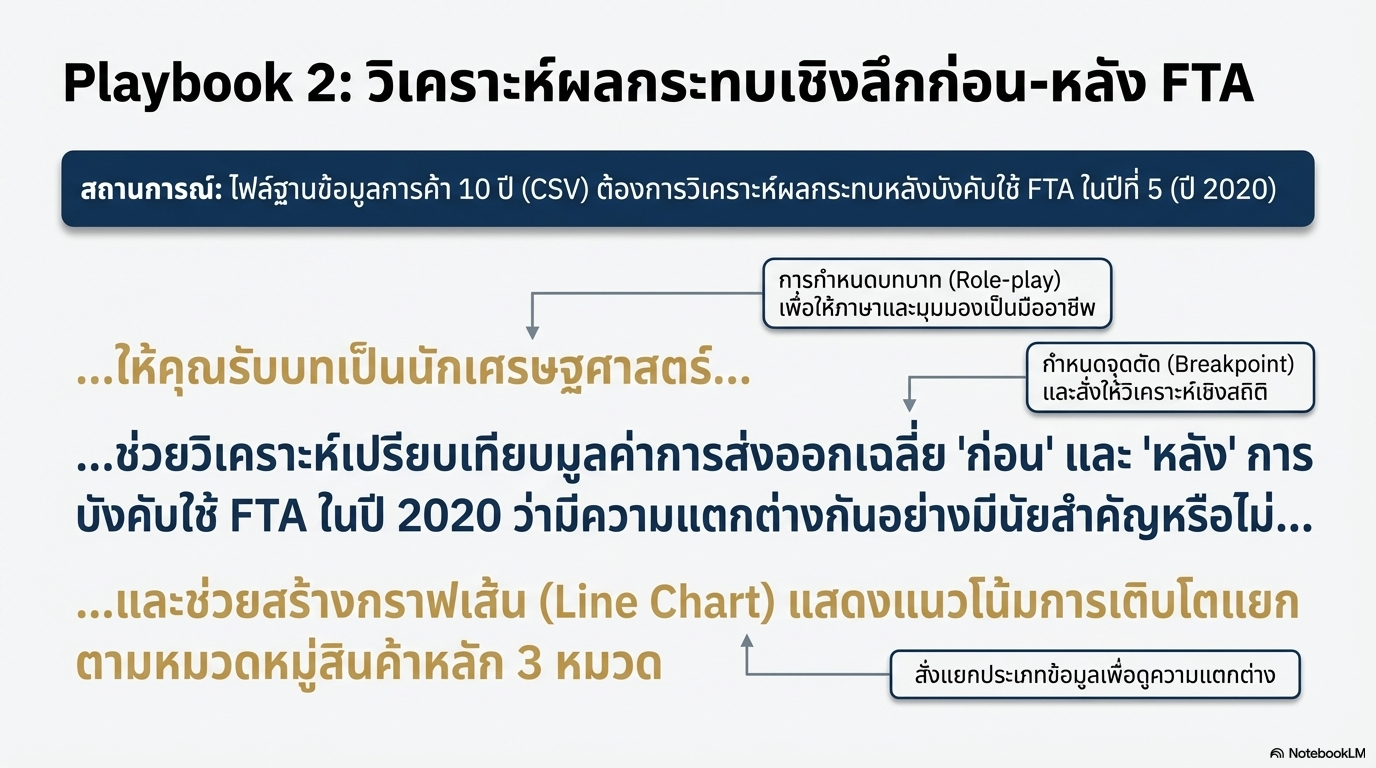 Playbook 2: วิเคราะห์ผลกระทบเชิงลึกก่อน-หลัง FTA
สถานการณ์: ไฟล์ฐานข้อมูลการค้า 10 ปี (CSV) ต้องการวิเคราะห์ผลกระทบหลังบังคับใช้ FTA ในปีที่ 5 (ปี 2020)
การกำหนดบทบาท (Role-play)
เพื่อให้ภาษาและมุมมองเป็นมืออาชีพ
...ให้คุณรับบทเป็นนักเศรษฐศาสตร์...
กำหนดจุดตัด (Breakpoint)
และสั่งให้วิเคราะห์เชิงสถิติ
...ช่วยวิเคราะห์เปรียบเทียบมูลค่าการส่งออกเฉลี่ย 'ก่อน' และ 'หลัง' การ
บังคับใช้ FTA ในปี 2020 ว่ามีความแตกต่างกันอย่างมีนัยสำคัญหรือไม่...
...และช่วยสร้างกราฟเส้น (Line Chart) แสดงแนวโน้มการเติบโตแยก
ตามหมวดหมู่สินค้าหลัก 3 หมวด
สั่งแยกประเภทข้อมูลเพื่อดูความแตกต่าง
NotebookLM